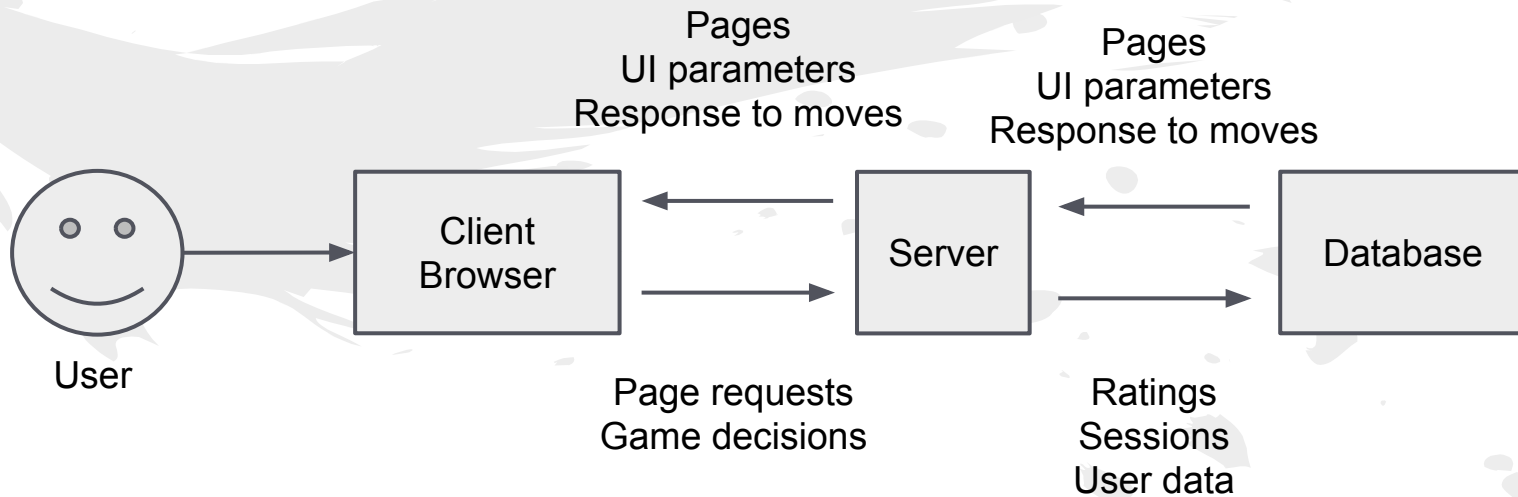 Pages
UI parameters
Response to moves
Pages
UI parameters
Response to moves
User
Client
Browser
Server
Database
Page requests
Game decisions
Ratings
Sessions
User data